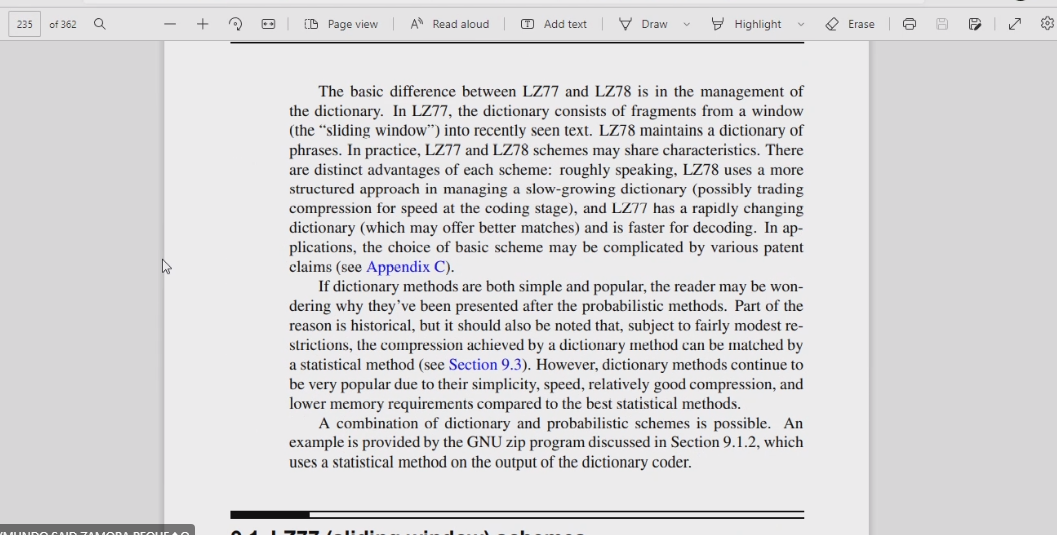 235 of 362 Page view Read aloud Add text Draw Highlight Erase
The basic difference between LZ77 and LZ78 is in the management of
the dictionary. In LZ77, the dictionary consists of fragments from a window
(the “sliding window”) into recently seen text. LZ78 maintains a dictionary of
phrases. In practice, LZ77 and LZ78 schemes may share characteristics. There
are distinct advantages of each scheme: roughly speaking, LZ78 uses a more
structured approach in managing a slow-growing dictionary (possibly trading
compression for speed at the coding stage), and LZ77 has a rapidly changing
dictionary (which may offer better matches) and is faster for decoding. In ap-
plications, the choice of basic scheme may be complicated by various patent
claims (see Appendix C).
If dictionary methods are both simple and popular, the reader may be won-
dering why they’ve been presented after the probabilistic methods. Part of the
reason is historical, but it should also be noted that, subject to fairly modest re-
strictions, the compression achieved by a dictionary method can be matched by
a statistical method (see Section 9.3). However, dictionary methods continue to
be very popular due to their simplicity, speed, relatively good compression, and
lower memory requirements compared to the best statistical methods.
A combination of dictionary and probabilistic schemes is possible. An
example is provided by the GNU zip program discussed in Section 9.1.2, which
uses a statistical method on the output of the dictionary coder.
9.1 LZ77 (sliding window) schemes